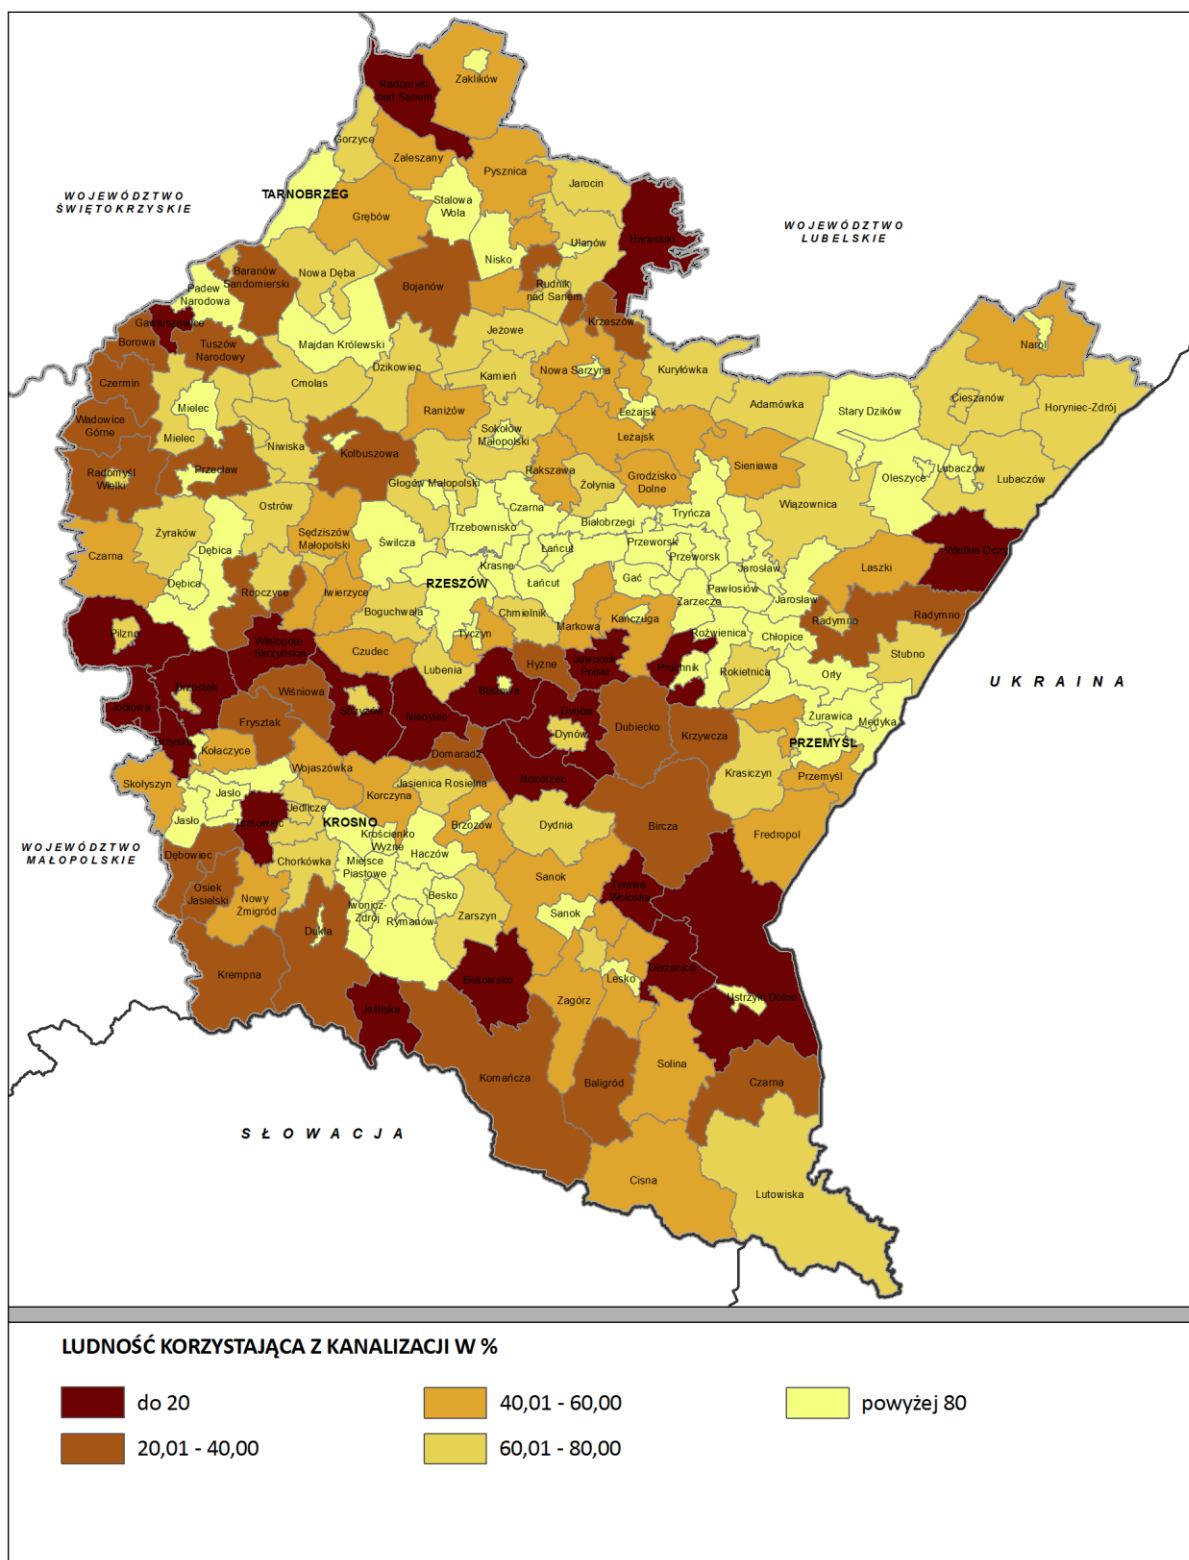 Radomyśl
nad Sanem
Zaklików
Gorzyce
Zaleszany
Pysznica
Jarocin
WOJEWÓDZTWO
ŚWIĘTOKRZYSKIE
TARNOBRZEG
Stalowa
Wola
Grębów
WOJEWÓDZTWO
LUBELSKIE
Harasiuki
Ulanów
Nisko
Baranów
Sandomierski
Nowa Dęba
Bojanów
Rudnik
nad Sanem
Padew
Narodowa
Gawłuszowice
Krzeszów
Borowa
Tuszów
Narodowy
Majdan Królewski
Jeżowe
Narol
Dzikowiec
Kamień
Nowa Sarzyna
Kuryłówka
Czermin
Cmolas
Mielec
Raniżów
Leżajsk
Adamówka
Stary Dzików
Cieszanów
Horyniec-Zdrój
Wadowice
Górne
Mielec
Niwiska
Kolbuszowa
Sokołów
Małopolski
Leżajsk
Radomyśl
Wielki
Przecław
Rakszawa
Żołynia
Grodzisko
Dolne
Sieniawa
Oleszyce
Lubaczów
Lubaczów
Głogów Małopolski
Ostrów
Czarna
Tryńcza
Wiązownica
Czarna
Żyraków
Dębica
Sędziszów
Małopolski
Świlcza
Trzebownisko
Białobrzegi
Łańcut
Przeworsk
Przeworsk
Wielkie Oczy
Dębica
Krasne
RZESZÓW
Łańcut
Gać
Jarosław
Pawłosiów
Laszki
Ropczyce
Iwierzyce
Boguchwała
Chmielnik
Markowa
Kańczuga
Zarzecze
Jarosław
Radymno
Radymno
Pilzno
Wielopole
Skrzyńskie
Czudec
Tyczyn
Lubenia
Hyżne
Jawornik
Polski
Pruchnik
Roźwienica
Chłopice
Rokietnica
Orły
Stubno
UKRAINA
Jodłowa
Brzostek
Wiśniowa
Strzyżów
Niebylec
Błażowa
Dynów
Dynów
Dubiecko
Krzywcza
Żurawica
Medyka
Brzyska
Frysztak
Kołaczyce
Domaradz
PRZEMYŚL
Skołyszyn
Wojaszówka
Nozdrzec
Krasiczyn
Przemyśl
Jasło
Jasło
Korczyna
Jasienica Rosielna
Jedlicze
Tarnowiec
KROSNO
Brzozów
Dydnia
Bircza
Fredropol
WOJEWÓDZTWO
MAŁOPOLSKIE
Dębowiec
Chorkówka
Krościenko
Wyżne
Miejsce
Piastowe
Haczów
Osiek
Jasielski
Nowy
Żmigród
Iwonicz-
Zdrój
Besko
Rymanów
Zarszyn
Sanok
Sanok
Tyrawa
Wołoska
Dukla
Krempna
Jaśliska
Bukowsko
Zagórz
Lesko
Olszanica
Ustrzyki Dolne
Komańcza
Baligród
Solina
Czarna
SŁOWACJA
Cisna
Lutowiska
LUDNOŚĆ KORZYSTAJĄCA Z KANALIZACJI W %
do 20
40,01 - 60,00
powyżej 80
20,01 - 40,00
60,01 - 80,00